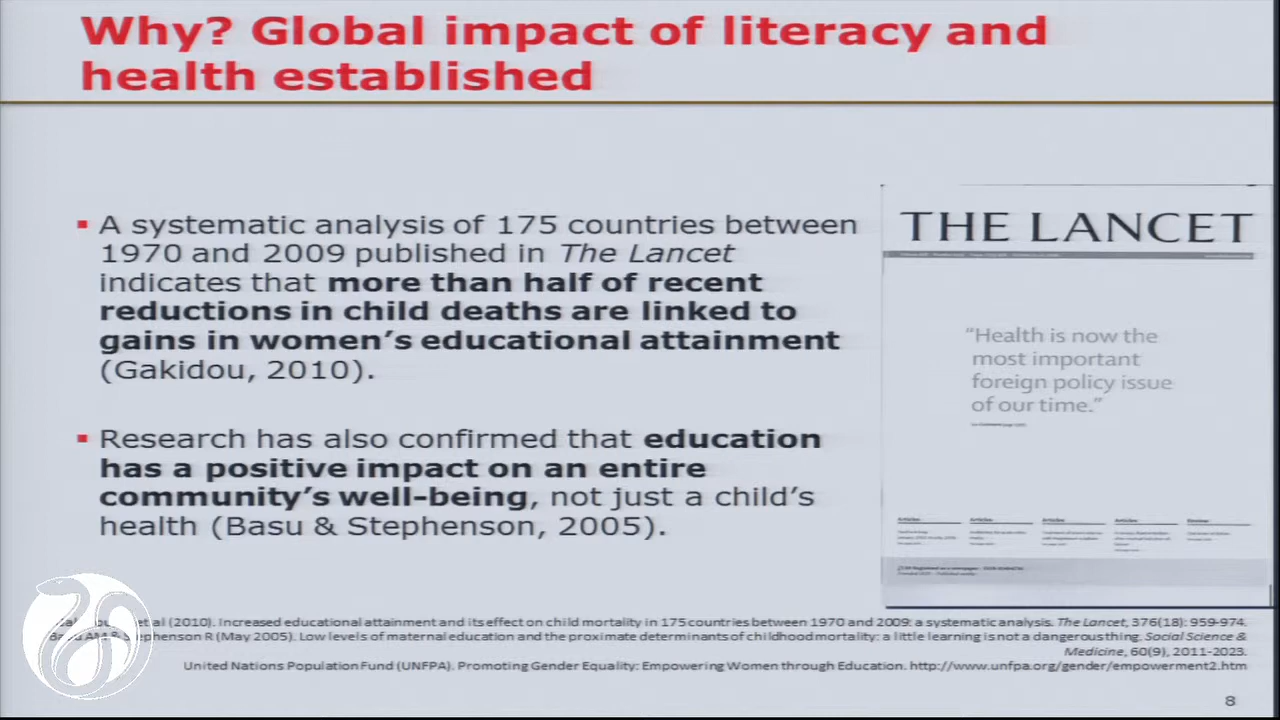 Why? Global impact of literacy and
health established
▪ A systematic analysis of 175 countries between
1970 and 2009 published in The Lancet
indicates that more than half of recent
reductions in child deaths are linked to
gains in women's educational attainment
(Gakidou, 2010).
▪ Research has also confirmed that education
has a positive impact on an entire
community's well-being, not just a child's
health (Basu & Stephenson, 2005).
THE LANCET
"Health is now the
most important
foreign policy issue
of our time."
Articles Articles Articles Articles Review
et al (2010). Increased educational attainment and its effect on child mortality in 175 countries between 1970 and 2009: a systematic analysis. The Lancet, 376(18): 959-974.
Stephenson R (May 2005). Low levels of maternal education and the proximate determinants of childhood mortality: a little learning is not a dangerous thing. Social Science &
Medicine, 60(9), 2011-2023.
United Nations Population Fund (UNFPA). Promoting Gender Equality: Empowering Women through Education. http://www.unfpa.org/gender/empowerment2.htm
8